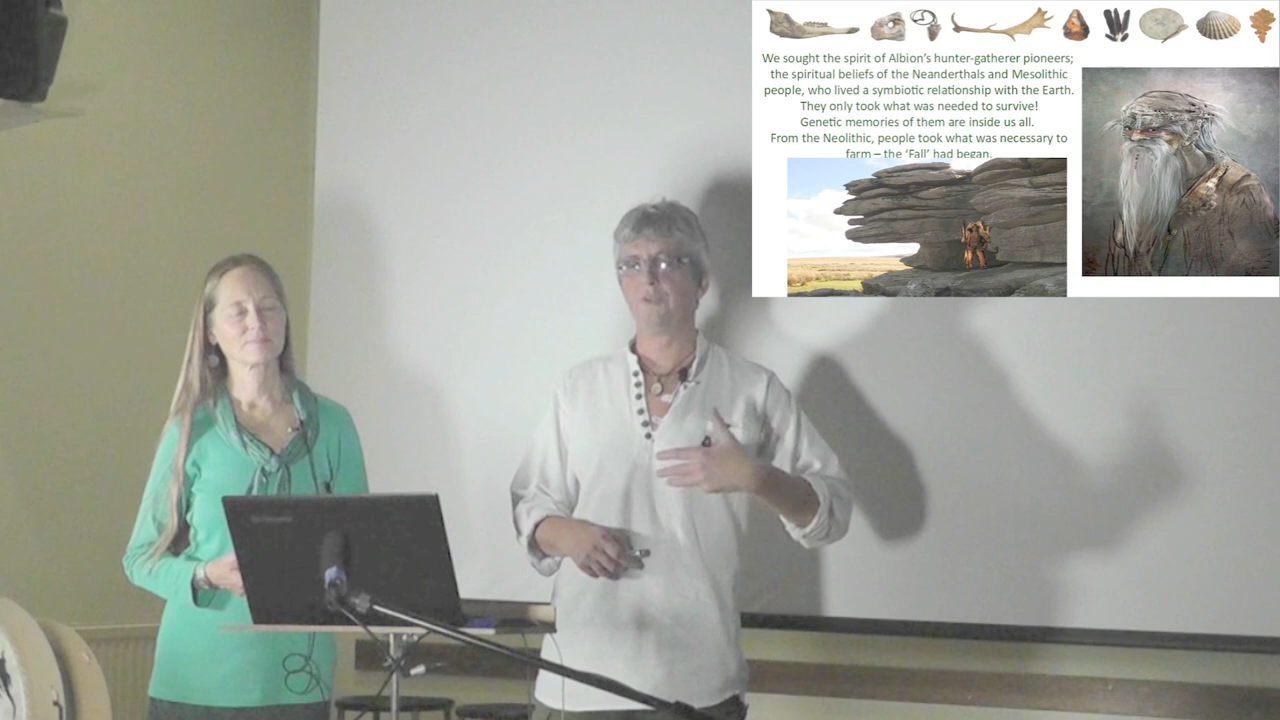 We sought the spirit of Albion's hunter-gatherer pioneers;
the spiritual beliefs of the Neanderthals and Mesolithic
people, who lived a symbiotic relationship with the Earth.
They only took what was needed to survive!
Genetic memories of them are inside us all.
From the Neolithic, people took what was necessary to
farm – the 'Fall' had began.